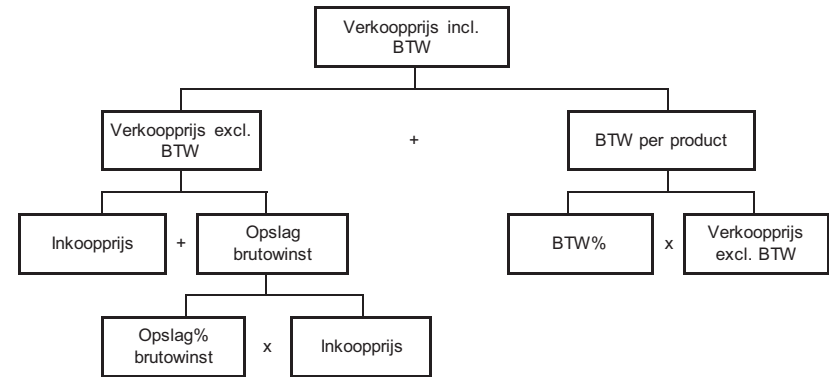 Verkoopprijs incl.
BTW
Verkoopprijs excl.
BTW
+
BTW per product
Inkoopprijs
+
Opslag
brutowinst
BTW%
x
Verkoopprijs
excl. BTW
Opslag%
brutowinst
x
Inkoopprijs